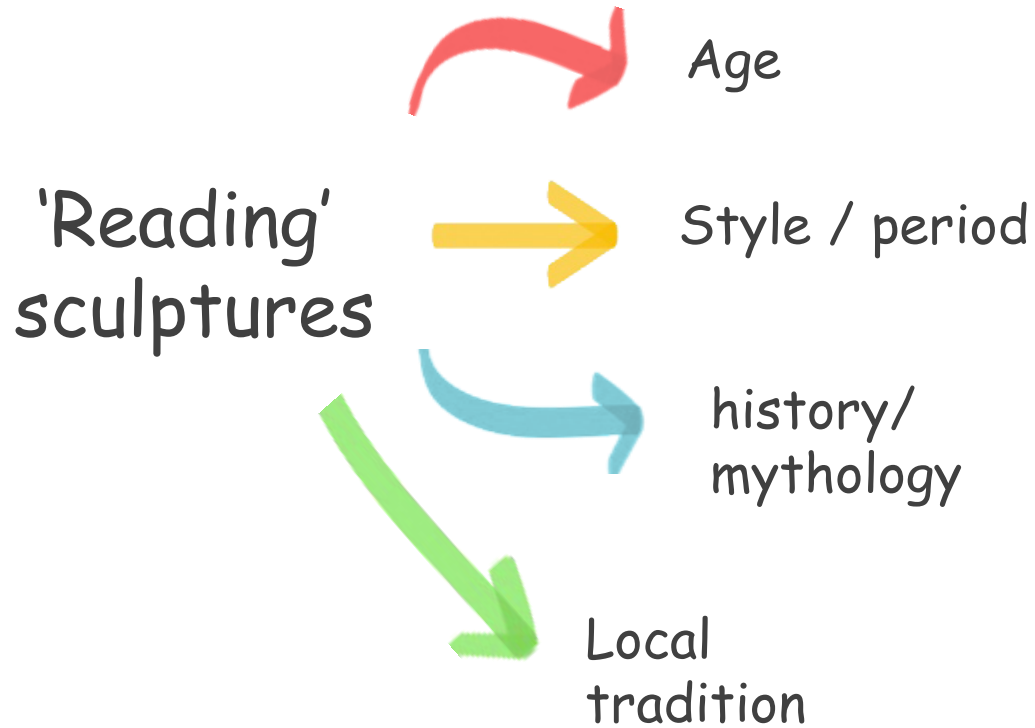 ‘Reading’
sculptures
Age
Style / period
history/
mythology
Local
tradition